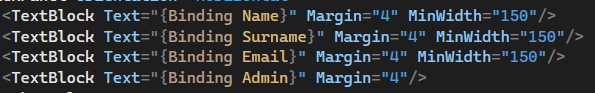 <TextBlock Text="{Binding Name}" Margin="4" MinWidth="150"/>
<TextBlock Text="{Binding Surname}" Margin="4" MinWidth="150"/>
<TextBlock Text="{Binding Email}" Margin="4" MinWidth="150"/>
<TextBlock Text="{Binding Admin}" Margin="4"/>